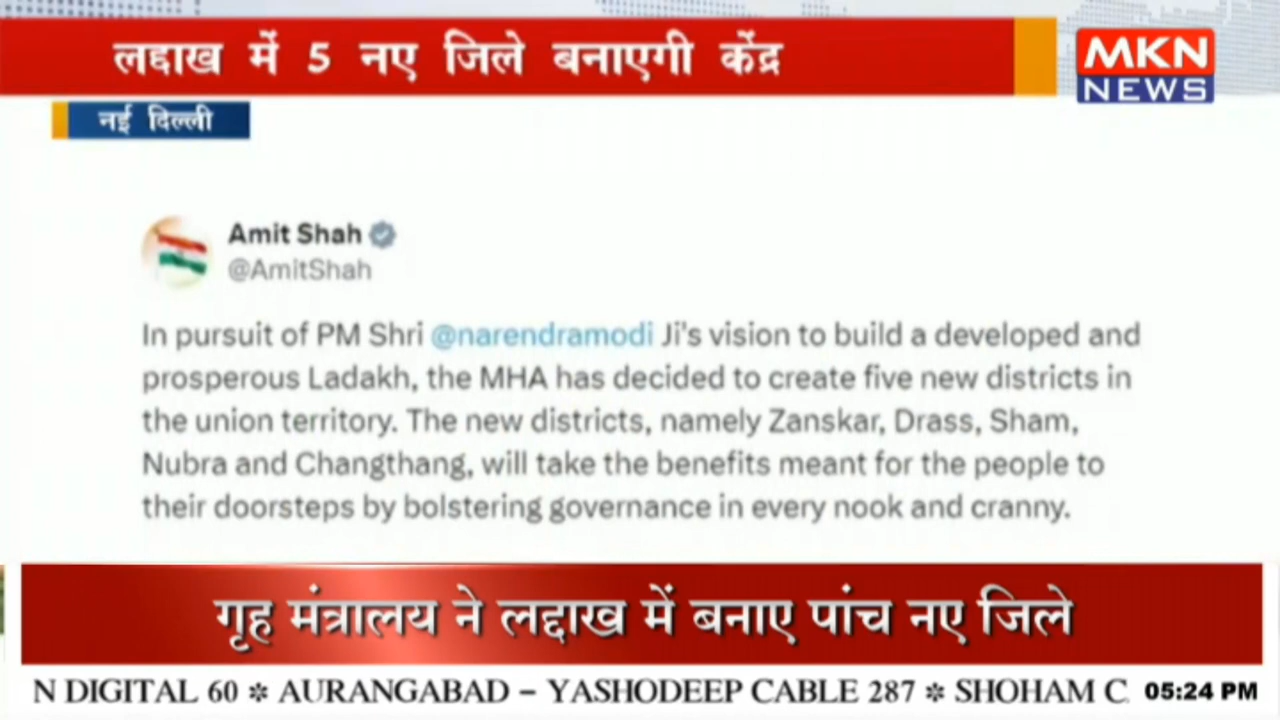 लद्दाख में 5 नए जिले बनाएगी केंद्र
MKN
NEWS
नई दिल्ली
Amit Shah
@AmitShah
In pursuit of PM Shri @narendramodi Ji's vision to build a developed and
prosperous Ladakh, the MHA has decided to create five new districts in
the union territory. The new districts, namely Zanskar, Drass, Sham,
Nubra and Changthang, will take the benefits meant for the people to
their doorsteps by bolstering governance in every nook and cranny.
गृह मंत्रालय ने लद्दाख में बनाए पांच नए जिले
N DIGITAL 60 ❇ AURANGABAD – YASHODEEP CABLE 287 ❇ SHOHAM C 05:24 PM